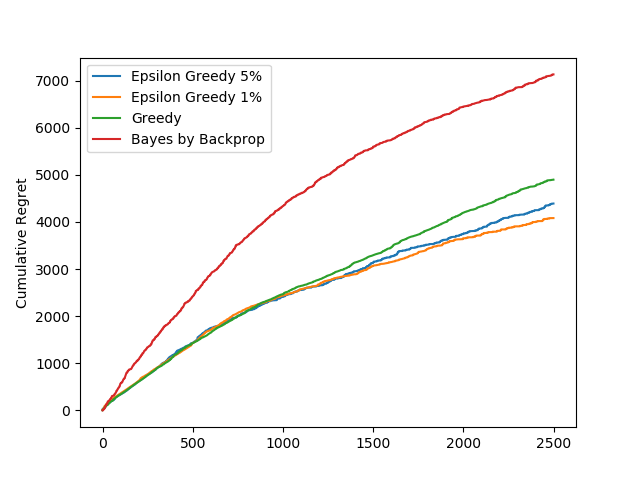 Epsilon Greedy 5%
Epsilon Greedy 1%
Greedy
Bayes by Backprop
Cumulative Regret
7000
6000
5000
4000
3000
2000
1000
0
0 500 1000 1500 2000 2500